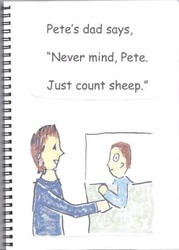 Pete's dad says,
"Never mind, Pete.
Just count sheep."